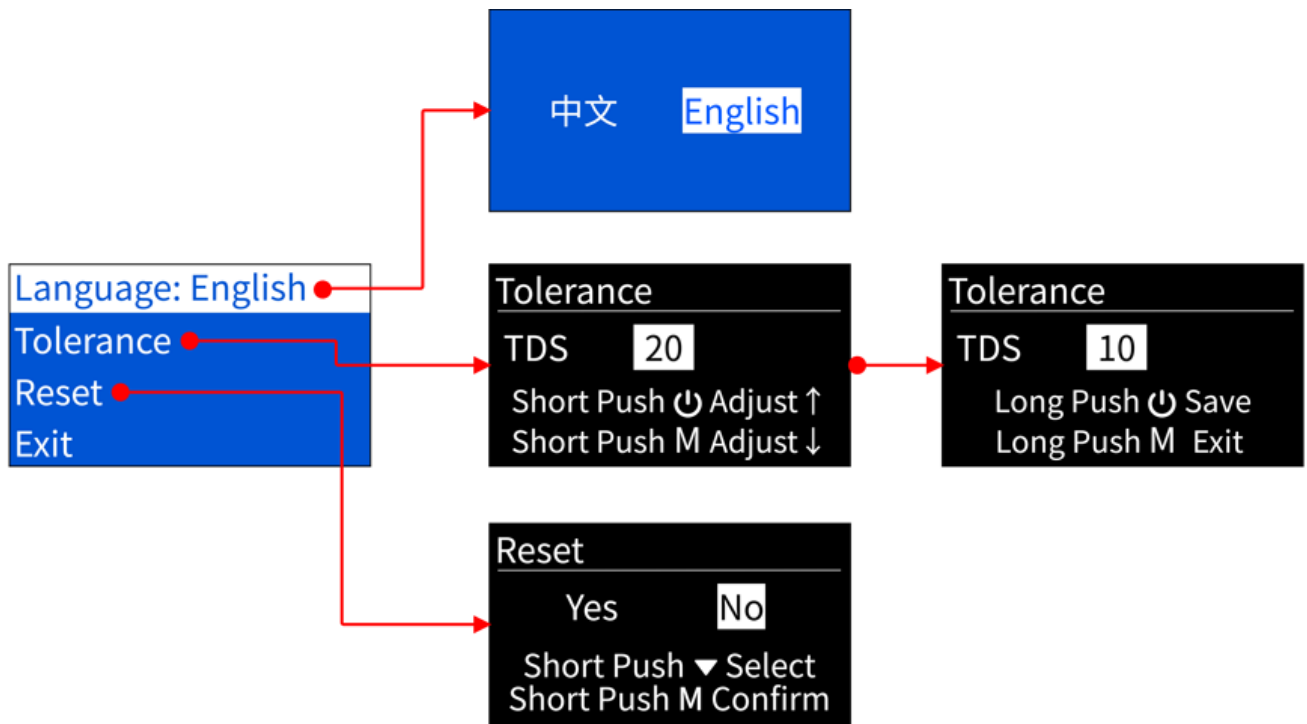 中文 English
Language: English
Tolerance
Reset
Exit
Tolerance
TDS 20
Short Push ⏻ Adjust ↑
Short Push M Adjust ↓
Tolerance
TDS 10
Long Push ⏻ Save
Long Push M Exit
Reset
Yes No
Short Push ▼ Select
Short Push M Confirm